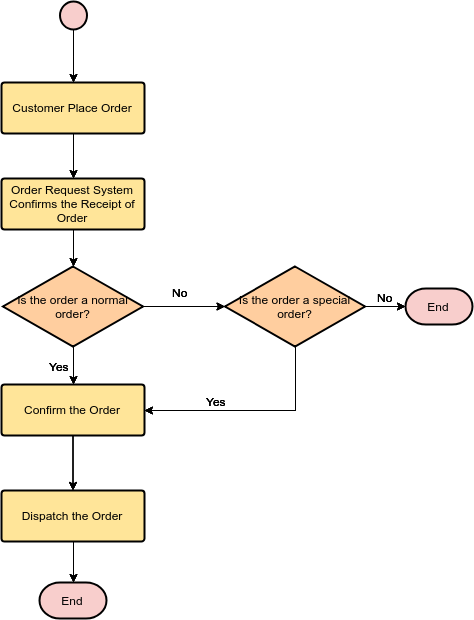 Customer Place Order
Order Request System
Confirms the Receipt of
Order
Is the order a normal
order?
No
Is the order a special
order?
No
End
Yes
Yes
Confirm the Order
Dispatch the Order
End